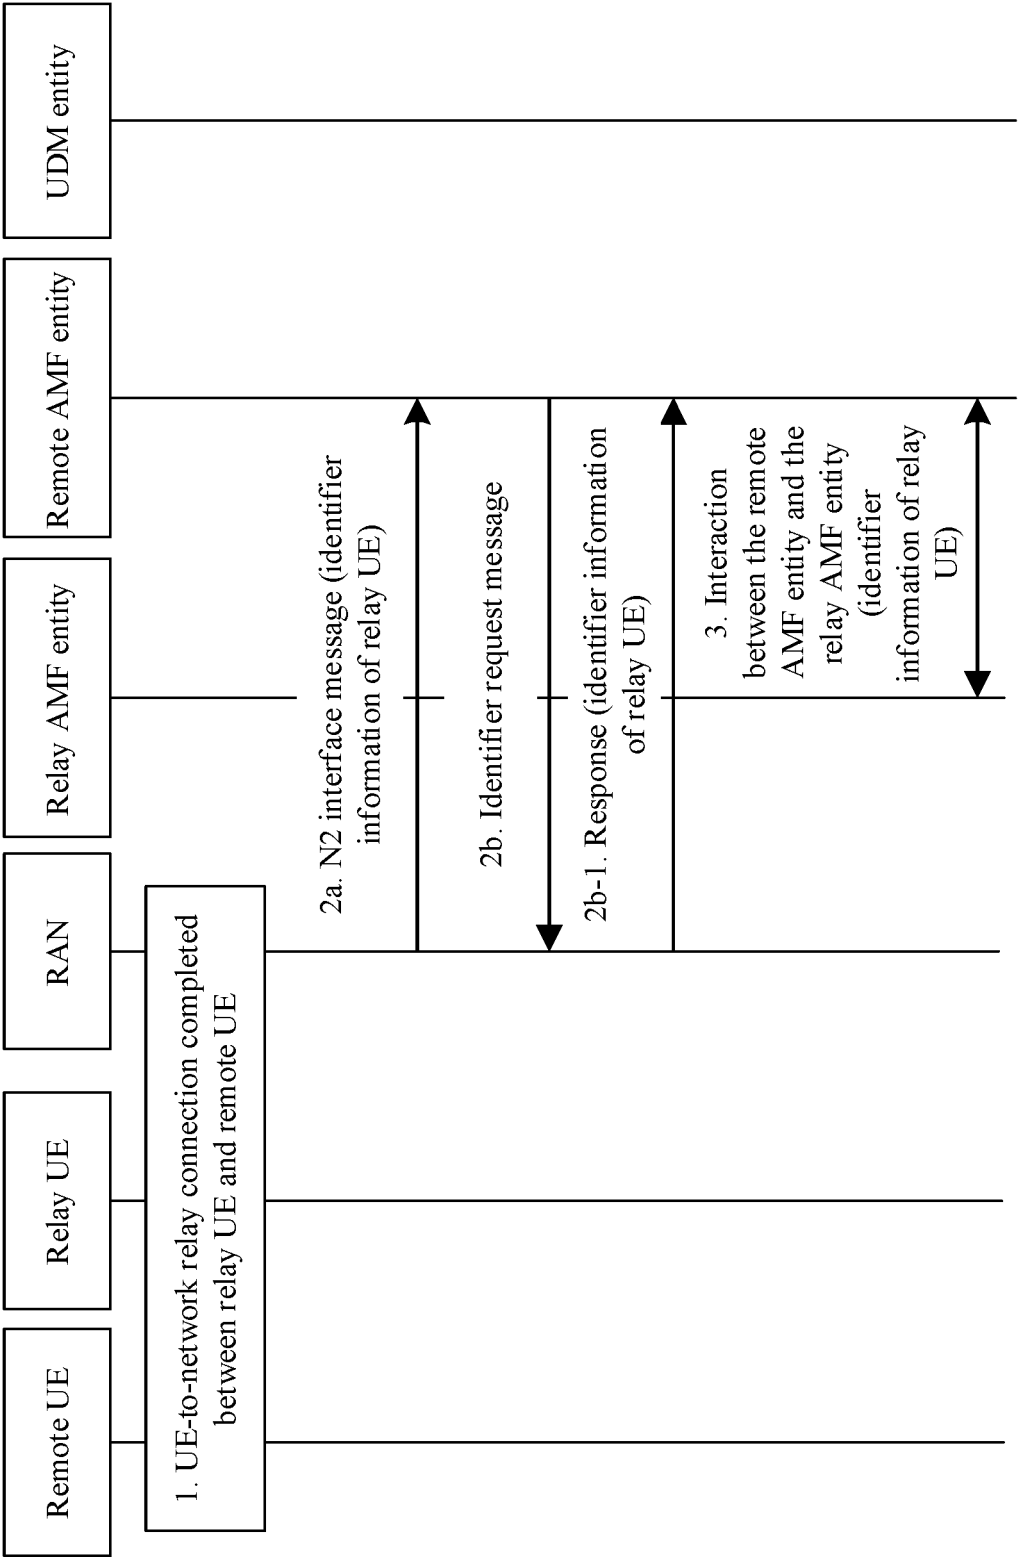 Remote UE
Relay UE
RAN
Relay AMF entity
Remote AMF entity
UDM entity
1. UE-to-network relay connection completed
between relay UE and remote UE
2a. N2 interface message (identifier
information of relay UE)
2b. Identifier request message
2b-1. Response (identifier information
of relay UE)
3. Interaction
between the remote
AMF entity and the
relay AMF entity
(identifier
information of relay
UE)